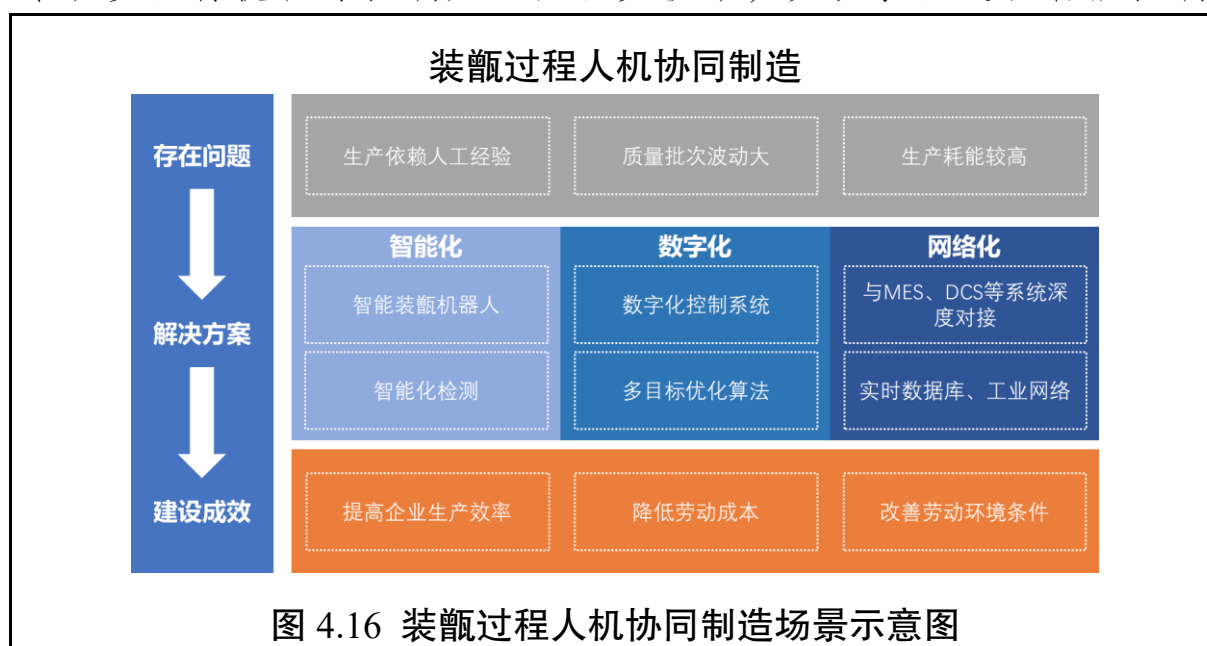 装甑过程人机协同制造
存在问题
生产依赖人工经验
质量批次波动大
生产耗能较高
解决方案
智能化
数字化
网络化
智能装甑机器人
数字化控制系统
与MES、DCS等系统深
度对接
智能化检测
多目标优化算法
实时数据库、工业网络
建设成效
提高企业生产效率
降低劳动成本
改善劳动环境条件
图 4.16 装甑过程人机协同制造场景示意图